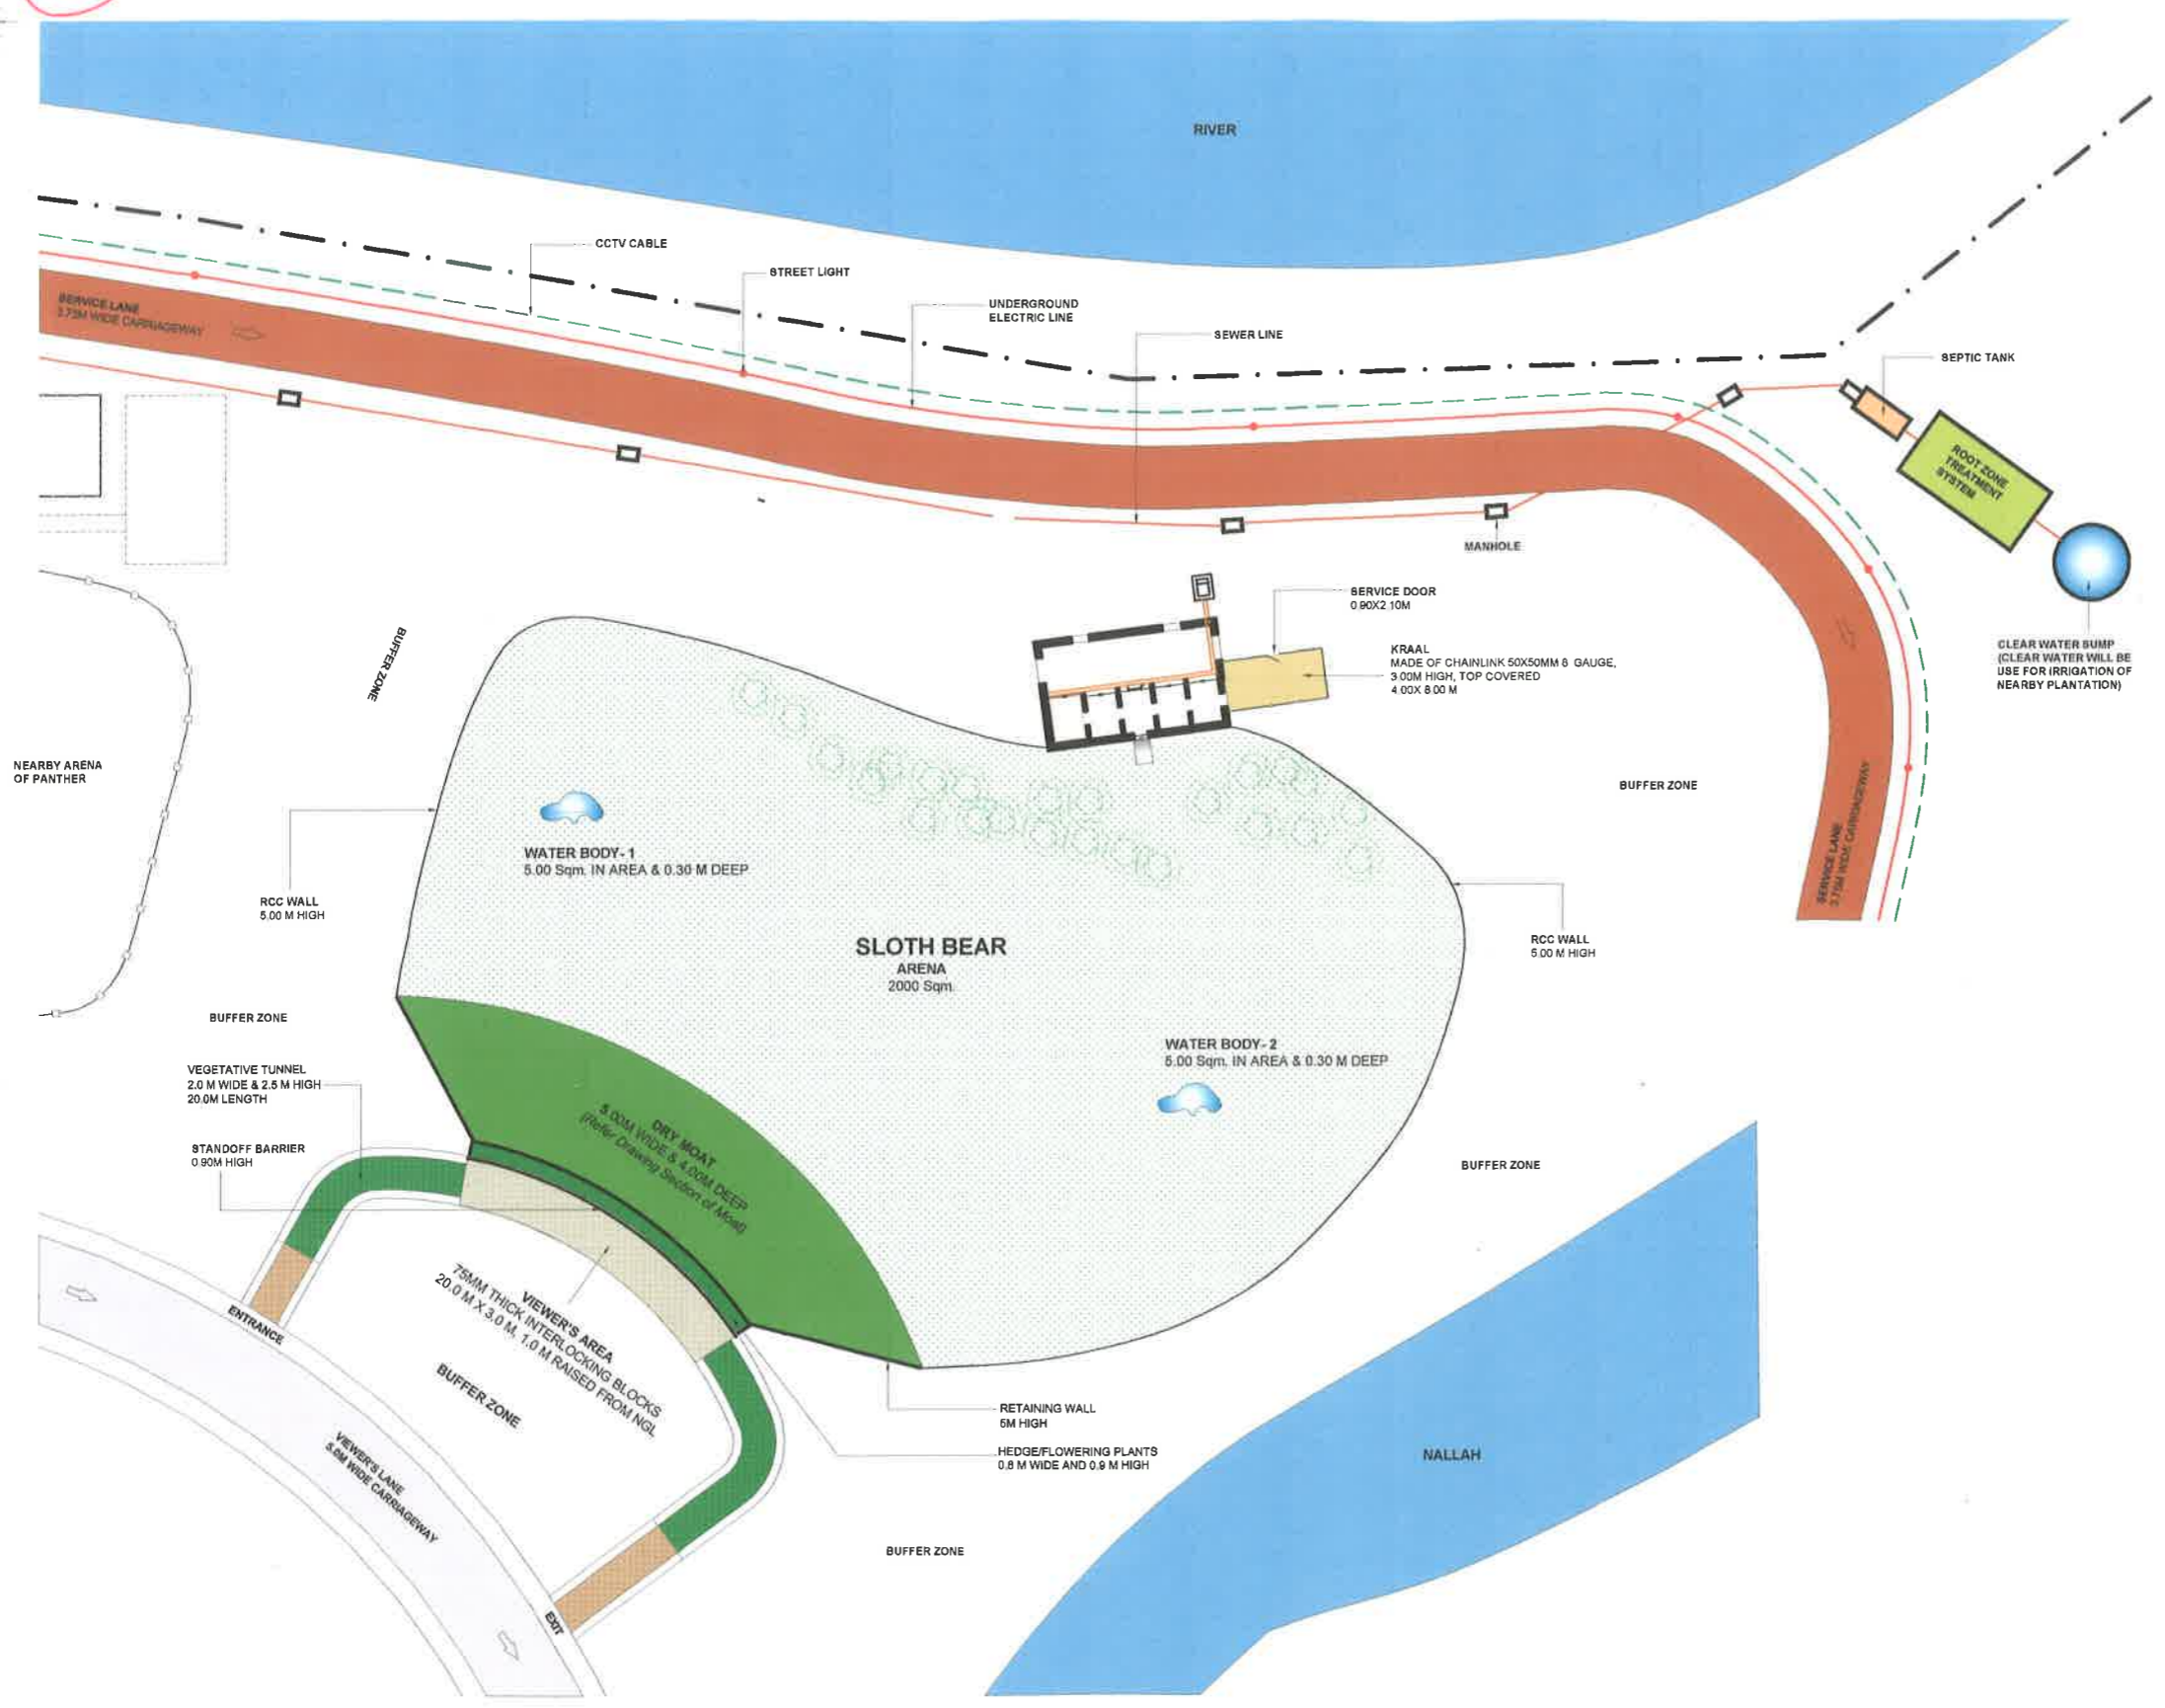 RIVER
CCTV CABLE
STREET LIGHT
UNDERGROUND
ELECTRIC LINE
SEWER LINE
SEPTIC TANK
SERVICE LANE
3.75M WIDE CARRIAGEWAY
ROOT ZONE
TREATMENT
SYSTEM
MANHOLE
SERVICE DOOR
0.90X2.10M
KRAAL
MADE OF CHAINLINK 50X50MM 8 GAUGE,
3.00M HIGH, TOP COVERED
4.00X 8.00 M
CLEAR WATER SUMP
(CLEAR WATER WILL BE
USE FOR IRRIGATION OF
NEARBY PLANTATION)
BUFFER ZONE
NEARBY ARENA
OF PANTHER
BUFFER ZONE
SERVICE LANE
3.75M WIDE CARRIAGEWAY
WATER BODY- 1
5.00 Sqm. IN AREA & 0.30 M DEEP
RCC WALL
5.00 M HIGH
SLOTH BEAR
ARENA
2000 Sqm.
RCC WALL
5.00 M HIGH
BUFFER ZONE
WATER BODY- 2
5.00 Sqm. IN AREA & 0.30 M DEEP
VEGETATIVE TUNNEL
2.0 M WIDE & 2.5 M HIGH
20.0M LENGTH
STANDOFF BARRIER
0.90M HIGH
DRY MOAT
5.00M WIDE & 4.00M DEEP
(Refer Drawing Section of Moat)
BUFFER ZONE
ENTRANCE
VIEWER'S AREA
75MM THICK INTERLOCKING BLOCKS
20.0 M X 3.0 M, 1.0 M RAISED FROM NGL
BUFFER ZONE
RETAINING WALL
5M HIGH
HEDGE/FLOWERING PLANTS
0.8 M WIDE AND 0.9 M HIGH
NALLAH
VIEWER'S LANE
5.0M WIDE CARRIAGEWAY
BUFFER ZONE
EXIT